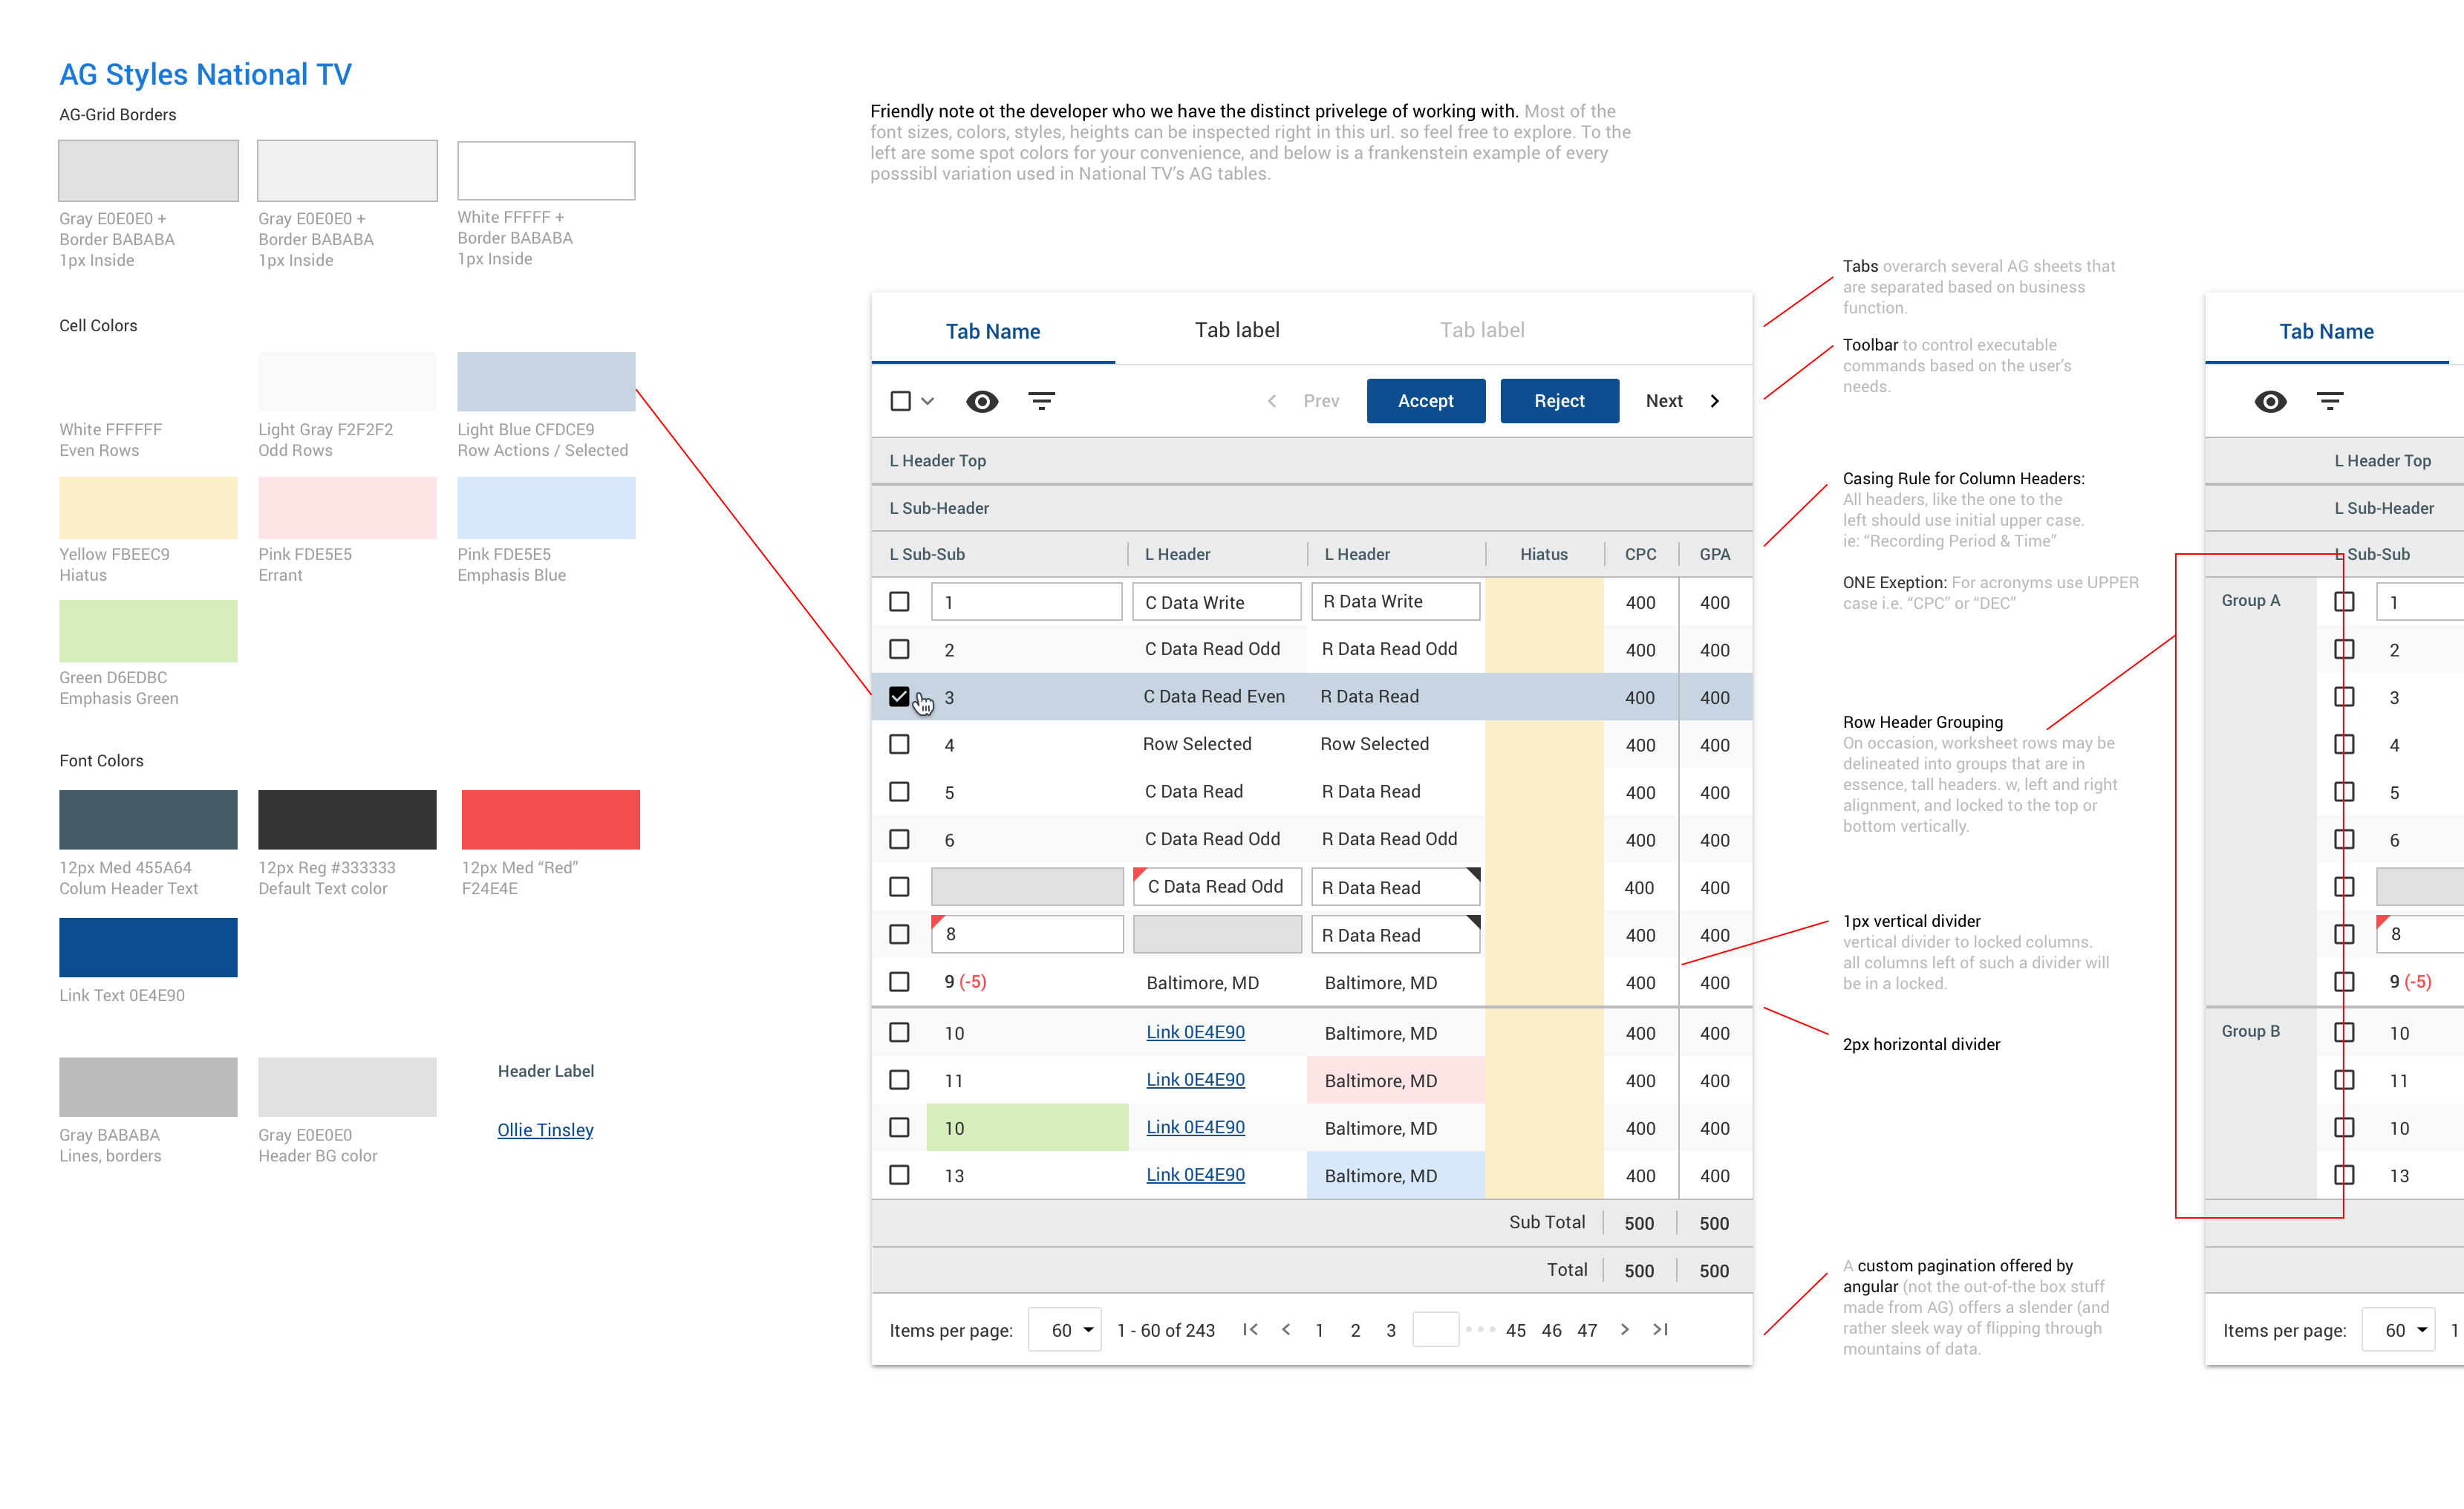 AG Styles National TV
AG-Grid Borders
Gray E0E0E0 +
Border BABABA
1px Inside
Gray E0E0E0 +
Border BABABA
1px Inside
White FFFFF +
Border BABABA
1px Inside
Cell Colors
White FFFFFF
Even Rows
Light Gray F2F2F2
Odd Rows
Light Blue CFDCE9
Row Actions / Selected
Yellow FBEEC9
Hiatus
Pink FDE5E5
Errant
Pink FDE5E5
Emphasis Blue
Green D6EDBC
Emphasis Green
Font Colors
12px Med 455A64
Colum Header Text
12px Reg #333333
Default Text color
12px Med “Red”
F24E4E
Link Text 0E4E90
Gray BABABA
Lines, borders
Gray E0E0E0
Header BG color
Header Label
Ollie Tinsley
Friendly note ot the developer who we have the distinct privelege of working with. Most of the
font sizes, colors, styles, heights can be inspected right in this url. so feel free to explore. To the
left are some spot colors for your convenience, and below is a frankenstein example of every
posssibl variation used in National TV’s AG tables.
Tab Name Tab label Tab label
Prev Accept Reject Next
L Header Top
L Sub-Header
L Sub-Sub L Header L Header Hiatus CPC GPA
1 C Data Write R Data Write 400 400
2 C Data Read Odd R Data Read Odd 400 400
3 C Data Read Even R Data Read 400 400
4 Row Selected Row Selected 400 400
5 C Data Read R Data Read 400 400
6 C Data Read Odd R Data Read Odd 400 400
C Data Read Odd R Data Read 400 400
8 R Data Read 400 400
9 (-5) Baltimore, MD Baltimore, MD 400 400
10 Link 0E4E90 Baltimore, MD 400 400
11 Link 0E4E90 Baltimore, MD 400 400
10 Link 0E4E90 Baltimore, MD 400 400
13 Link 0E4E90 Baltimore, MD 400 400
Sub Total 500 500
Total 500 500
Items per page: 60 1 - 60 of 243 1 2 3 45 46 47
Tabs overarch several AG sheets that
are separated based on business
function.
Toolbar to control executable
commands based on the user’s
needs.
Casing Rule for Column Headers:
All headers, like the one to the
left should use initial upper case.
ie: “Recording Period & Time”
ONE Exeption: For acronyms use UPPER
case i.e. “CPC” or “DEC”
Row Header Grouping
On occasion, worksheet rows may be
delineated into groups that are in
essence, tall headers. w, left and right
alignment, and locked to the top or
bottom vertically.
1px vertical divider
vertical divider to locked columns.
all columns left of such a divider will
be in a locked.
2px horizontal divider
A custom pagination offered by
angular (not the out-of-the box stuff
made from AG) offers a slender (and
rather sleek way of flipping through
mountains of data.
Tab Name
L Header Top
L Sub-Header
L Sub-Sub
Group A 1
2
3
4
5
6
8
9 (-5)
Group B 10
11
10
13
Items per page: 60 1